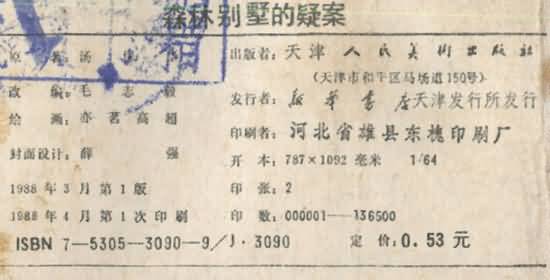 森林别墅的疑案
原 著: 汤
改 编: 毛 志 毅
绘 画: 亦 茗 高 超
封面设计: 薛 强
1988 年 3 月 第 1 版
1988 年 4 月 第 1 次 印 刷
ISBN 7—5305—3090—9/J·3090
出版者: 天津人民美术出版社
(天津市和平区马场道150号)
发行者: 新华书店天津发行所发行
印刷者: 河北省雄县东槐印刷厂
开 本: 787×1092 毫米 1/64
印 张: 2
印 数: 000001—136500
定 价: 0.53 元